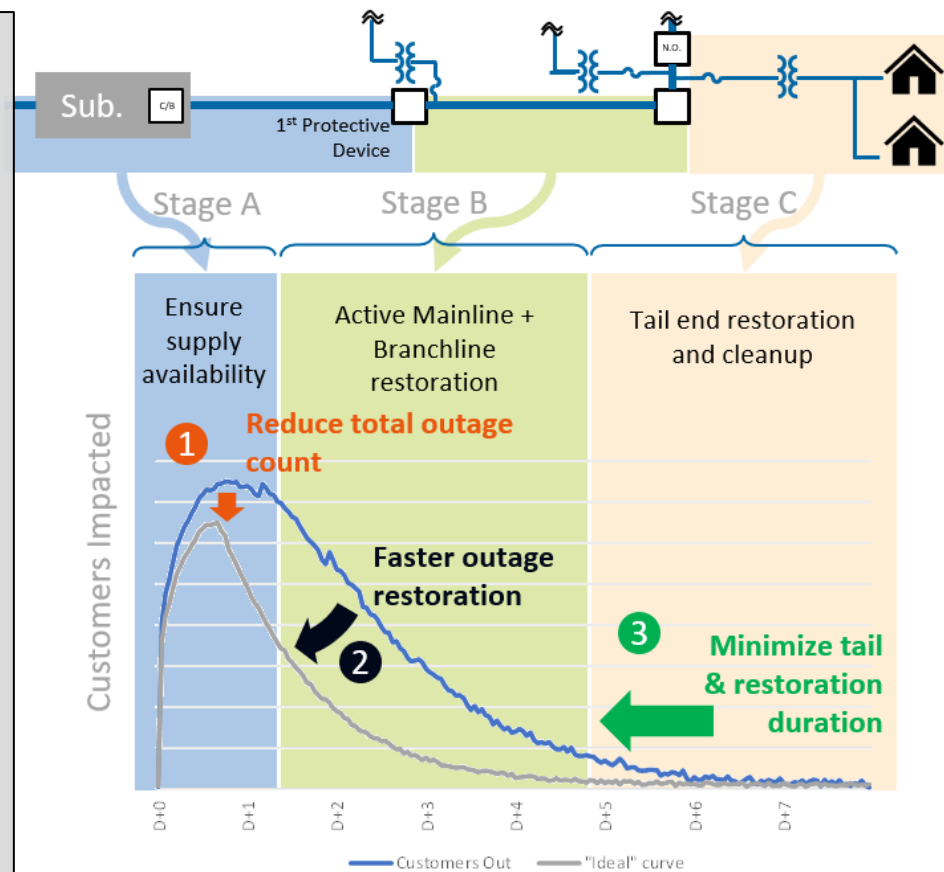 N.O.
Sub.
C/B
1st Protective
Device
Stage A
Stage B
Stage C
Ensure
supply
availability
Active Mainline +
Branchline
restoration
Tail end restoration
and cleanup
Customers Impacted
1
Reduce total outage
count
Faster outage
restoration
2
3
Minimize tail
& restoration
duration
D+0
D+1
D+2
D+3
D+4
D+5
D+6
D+7
Customers Out
"Ideal" curve